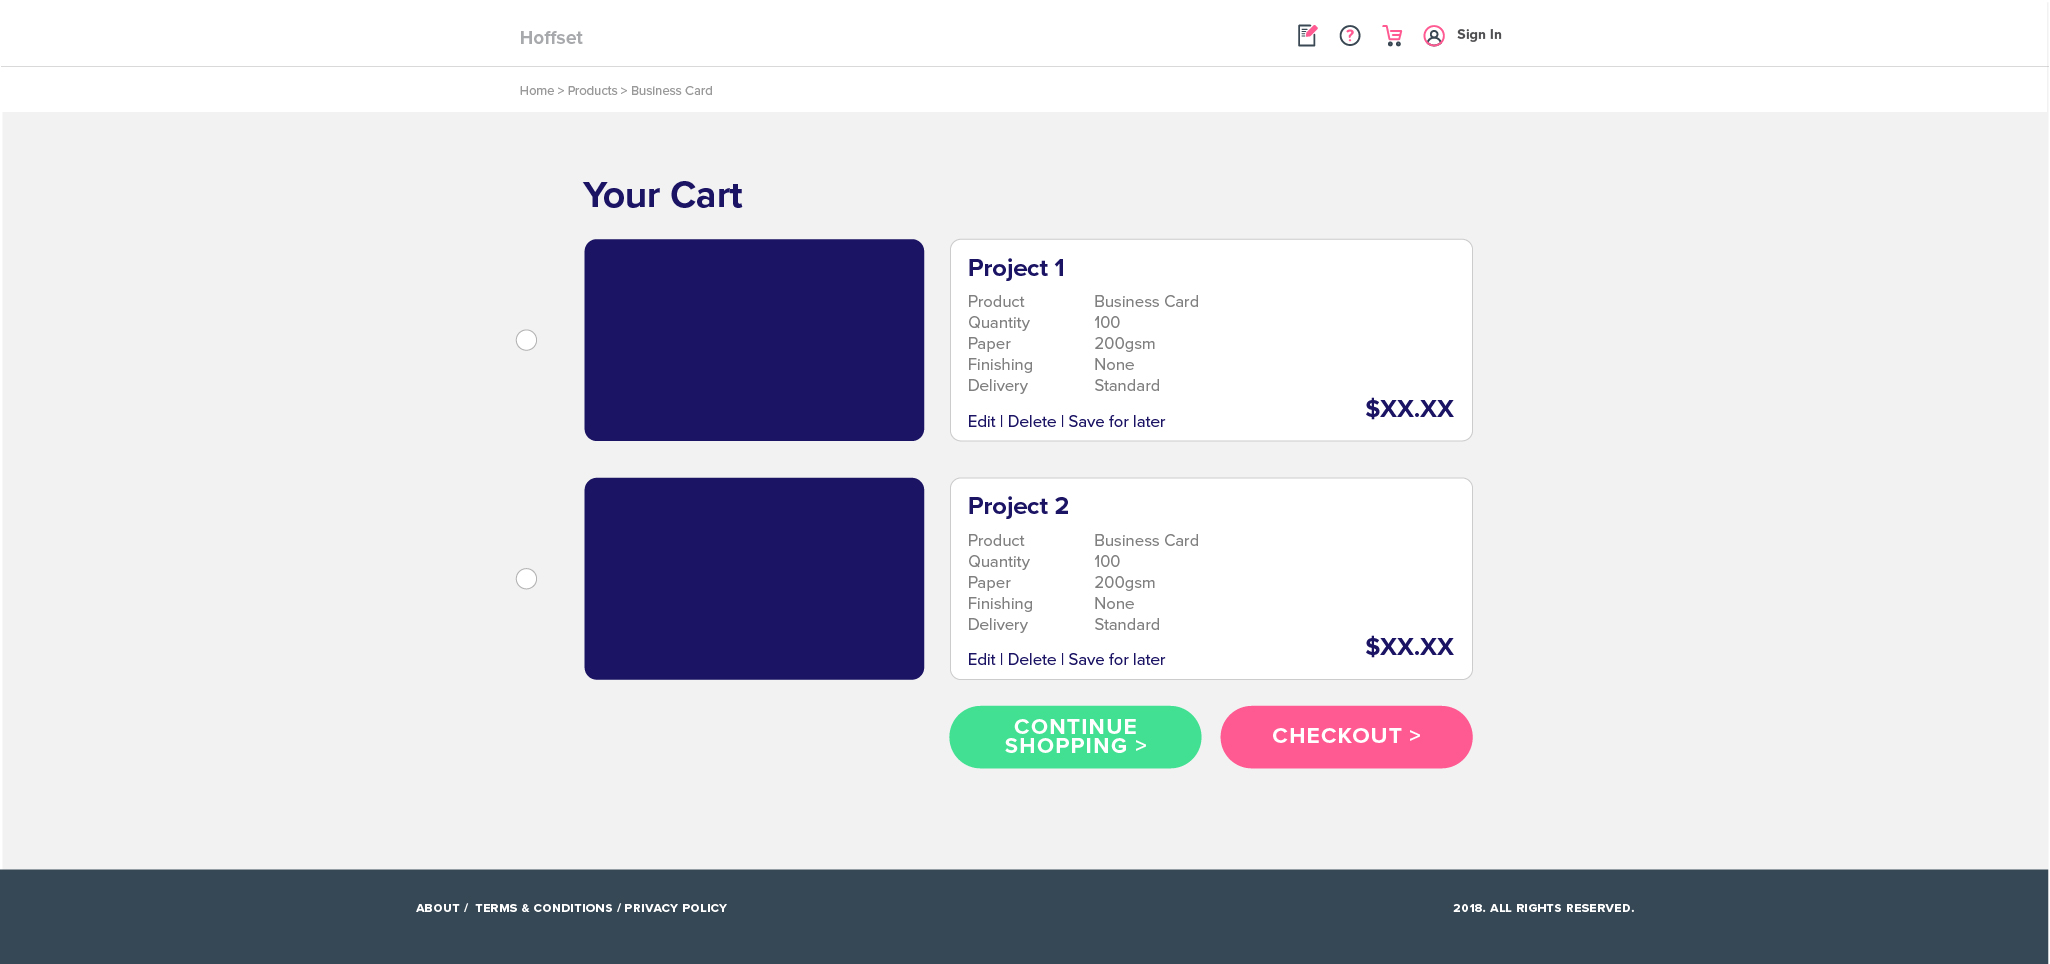 Hoffset
Sign In
Home > Products > Business Card
Your Cart
Project 1
Product Business Card
Quantity 100
Paper 200gsm
Finishing None
Delivery Standard
$XX.XX
Edit | Delete | Save for later
Project 2
Product Business Card
Quantity 100
Paper 200gsm
Finishing None
Delivery Standard
$XX.XX
Edit | Delete | Save for later
CONTINUE
SHOPPING >
CHECKOUT >
ABOUT / TERMS & CONDITIONS / PRIVACY POLICY
2018. ALL RIGHTS RESERVED.